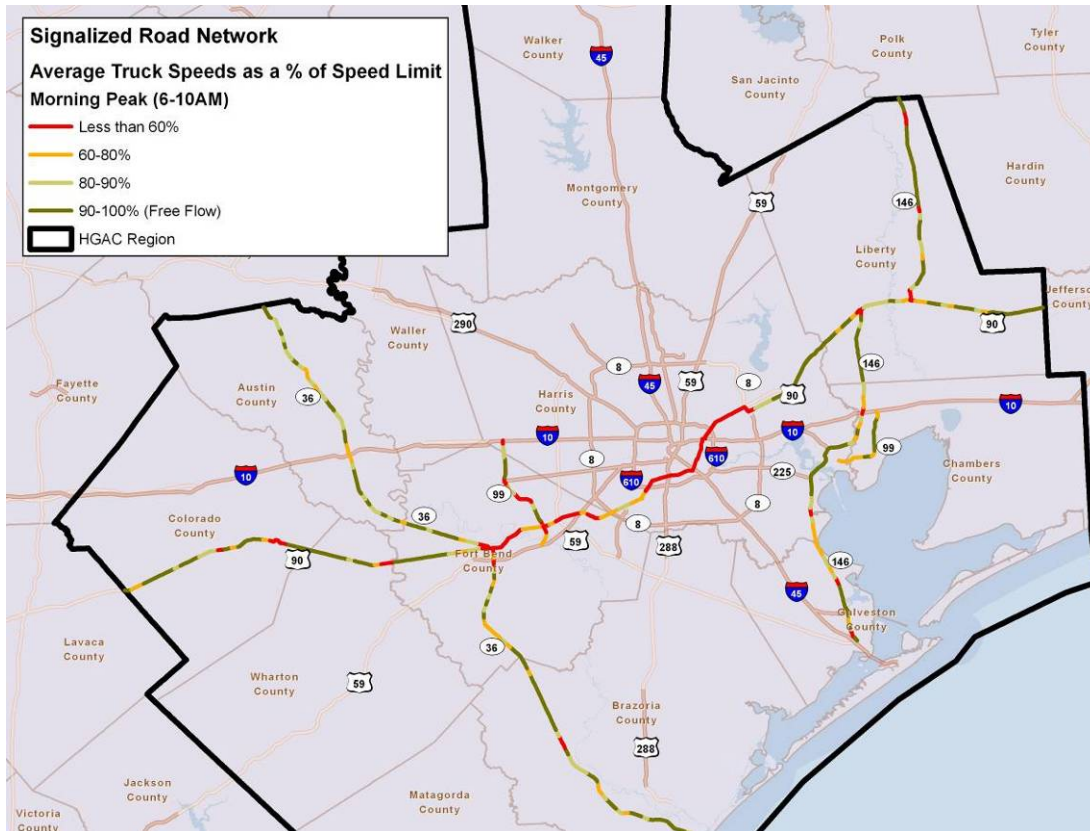 Signalized Road Network
Average Truck Speeds as a % of Speed Limit
Morning Peak (6-10AM)
Less than 60%
60-80%
80-90%
90-100% (Free Flow)
HGAC Region
Walker
County
45
Polk
County
Tyler
County
San Jacinto
County
Hardin
County
Montgomery
County
59
146
Liberty
County
Jefferso
County
90
Waller
County
290
Fayette
County
Austin
County
36
8
45
59
8
146
90
Harris
County
10
10
10
99
Chambers
County
8
610
610
225
10
99
8
Colorado
County
36
90
Fort Bend
County
59
8
288
146
45
Galveston
County
Lavaca
County
36
Wharton
County
59
Brazoria
County
288
Jackson
County
Matagorda
County
Victoria
County